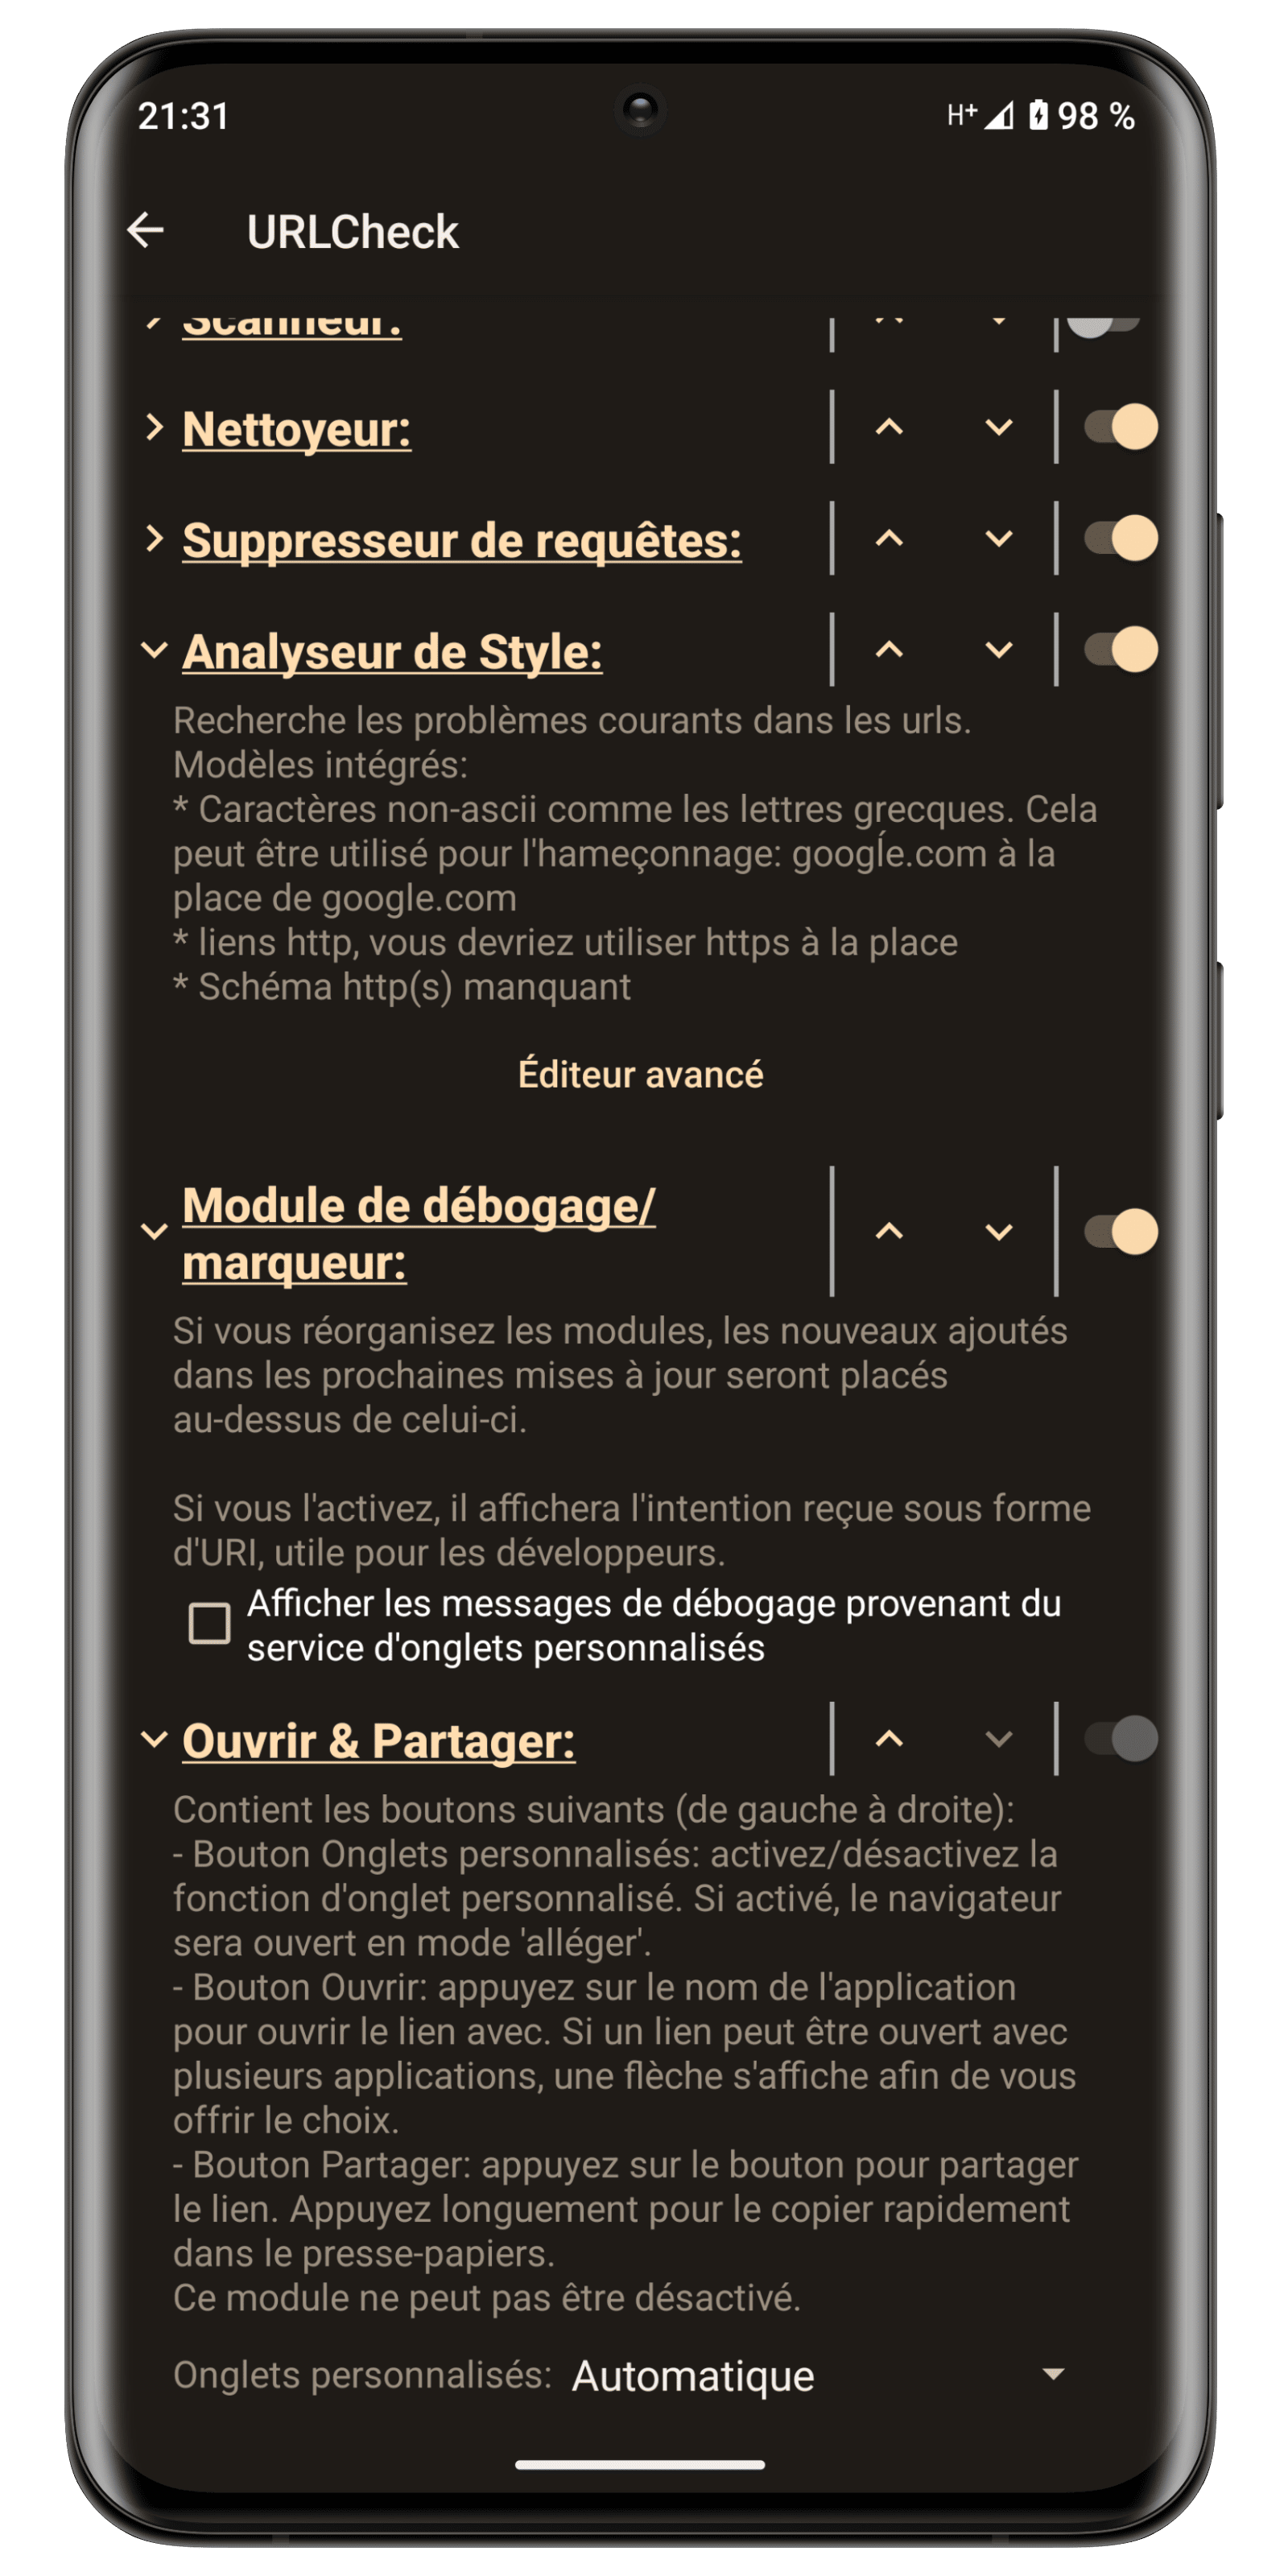 21:31
H+ 98 %
URLCheck
Scanneur:
Nettoyeur:
Suppresseur de requêtes:
Analyseur de Style:
Recherche les problèmes courants dans les urls.
Modèles intégrés:
* Caractères non-ascii comme les lettres grecques. Cela
peut être utilisé pour l'hameçonnage: googĺe.com à la
place de google.com
* liens http, vous devriez utiliser https à la place
* Schéma http(s) manquant
Éditeur avancé
Module de débogage/
marqueur:
Si vous réorganisez les modules, les nouveaux ajoutés
dans les prochaines mises à jour seront placés
au-dessus de celui-ci.
Si vous l'activez, il affichera l'intention reçue sous forme
d'URI, utile pour les développeurs.
Afficher les messages de débogage provenant du
service d'onglets personnalisés
Ouvrir & Partager:
Contient les boutons suivants (de gauche à droite):
- Bouton Onglets personnalisés: activez/désactivez la
fonction d'onglet personnalisé. Si activé, le navigateur
sera ouvert en mode 'alléger'.
- Bouton Ouvrir: appuyez sur le nom de l'application
pour ouvrir le lien avec. Si un lien peut être ouvert avec
plusieurs applications, une flèche s'affiche afin de vous
offrir le choix.
- Bouton Partager: appuyez sur le bouton pour partager
le lien. Appuyez longuement pour le copier rapidement
dans le presse-papiers.
Ce module ne peut pas être désactivé.
Onglets personnalisés: Automatique